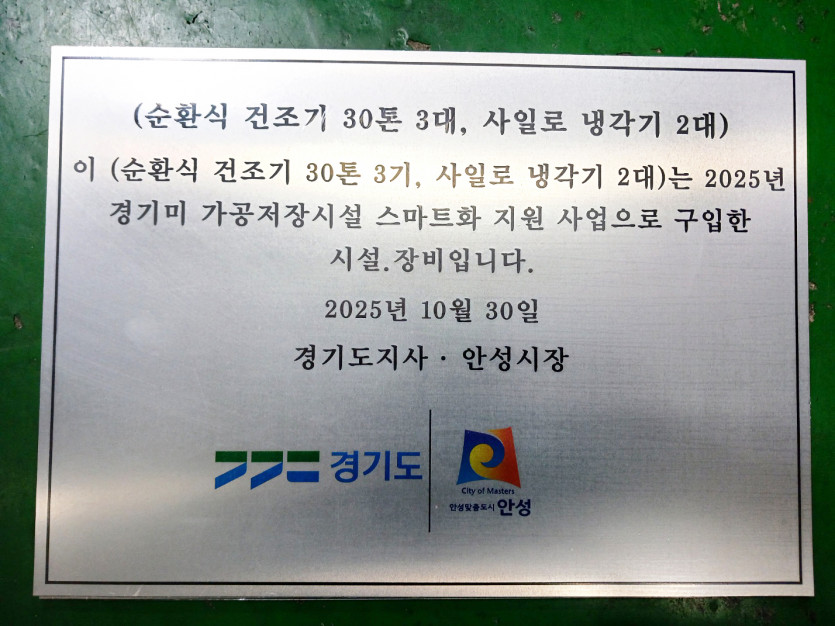 (순환식 건조기 30톤 3대, 사일로 냉각기 2대)
이 (순환식 건조기 30톤 3기, 사일로 냉각기 2대)는 2025년
경기미 가공저장시설 스마트화 지원 사업으로 구입한
시설.장비입니다.
2025년 10월 30일
경기도지사 · 안성시장
경기도
City of Masters
안성맞춤도시 안성